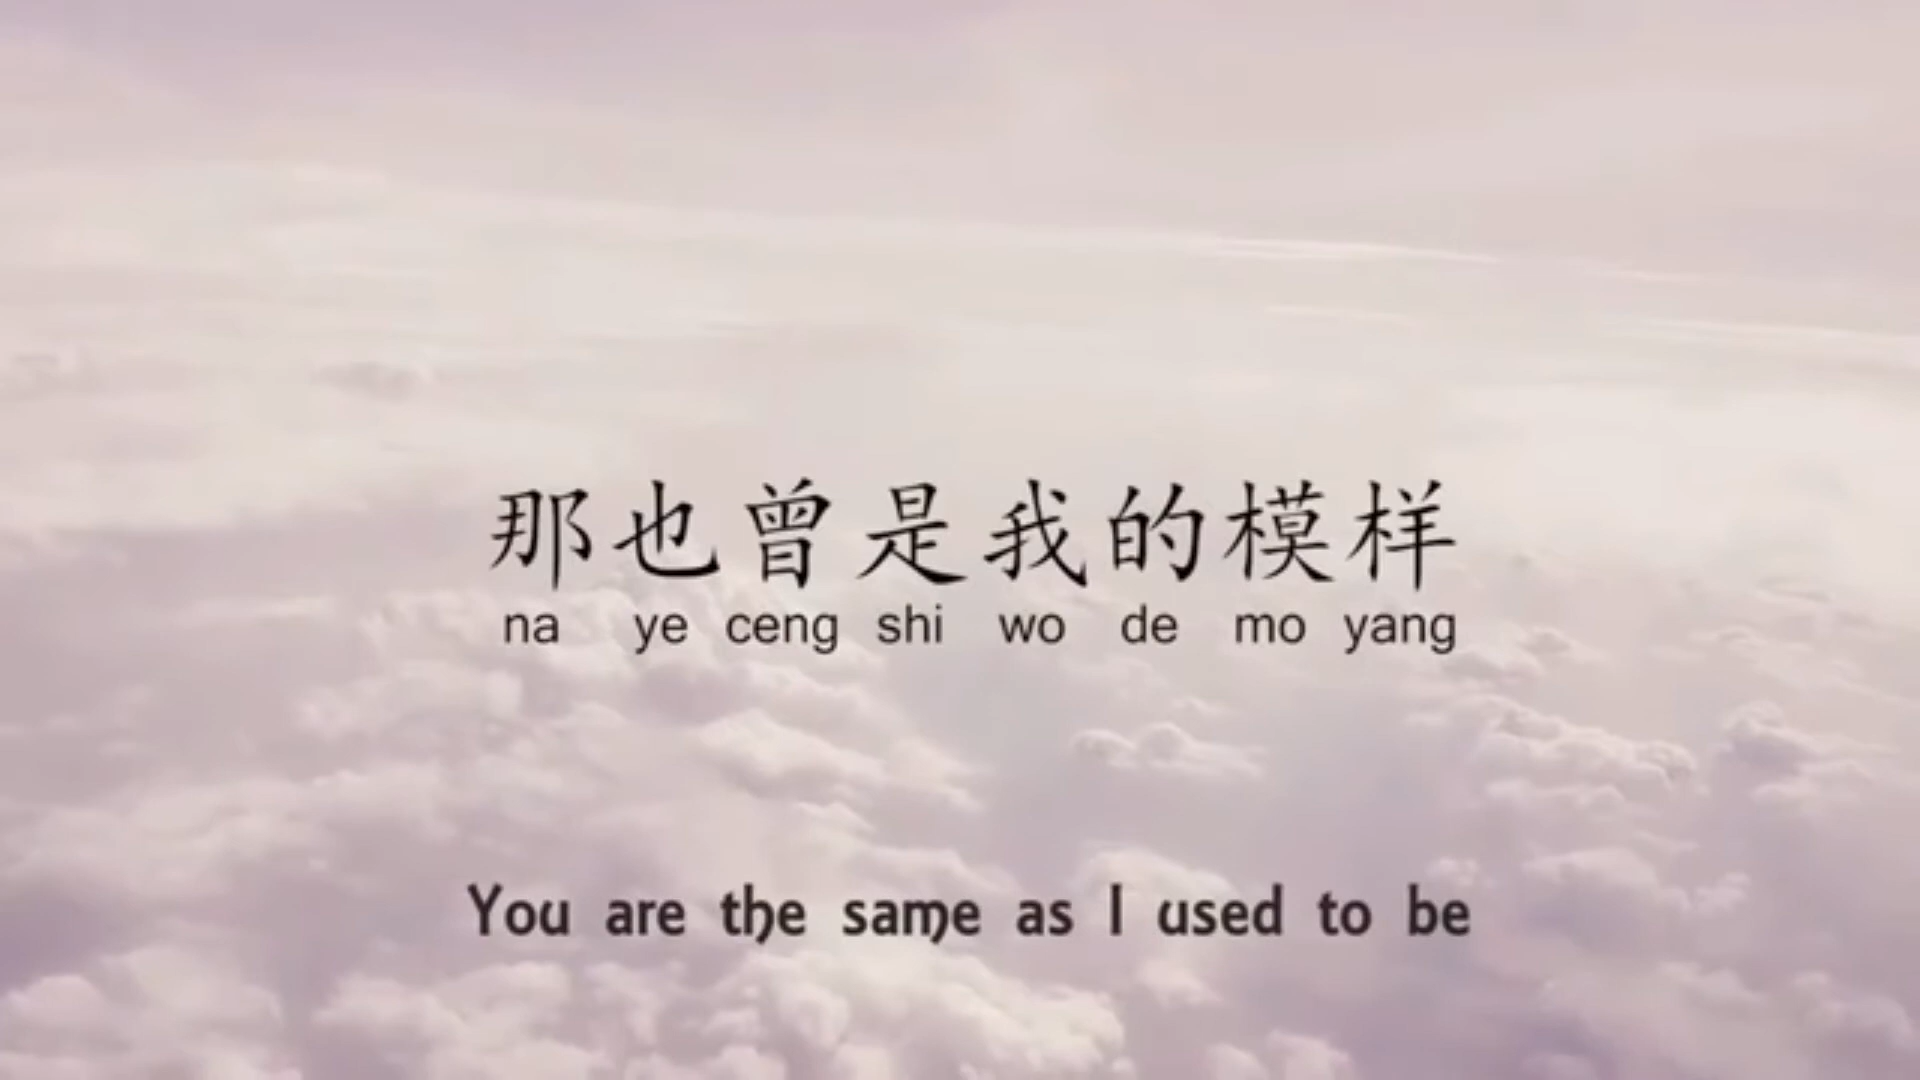 那也曾是我的模样
na ye ceng shi wo de mo yang
You are the same as I used to be